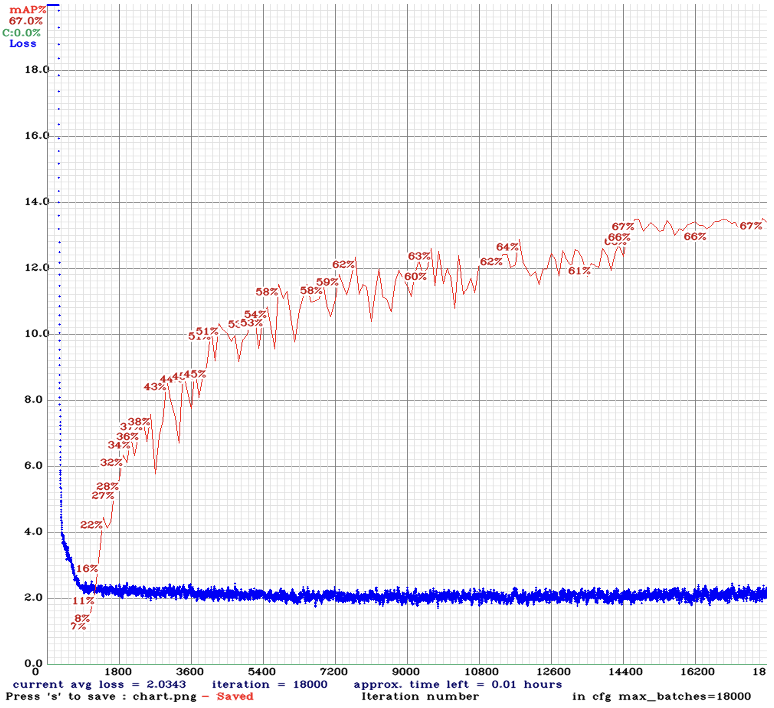 mAP%
67.0%
C:0.0%
Loss
18.0
16.0
14.0
67% 66% 66% 67%
64% 63% 62% 62% 61% 60%
12.0
59% 58% 58%
54% 53% 51%
10.0
45% 43%
8.0
38% 36% 34% 32%
6.0
28% 27%
22%
4.0
16%
11%
2.0
8%
7%
0.0
0 1800 3600 5400 7200 9000 10800 12600 14400 16200 18
current avg loss = 2.0343 iteration = 18000 approx. time left = 0.01 hours
Press 's' to save : chart.png - Saved Iteration number in cfg max_batches=18000